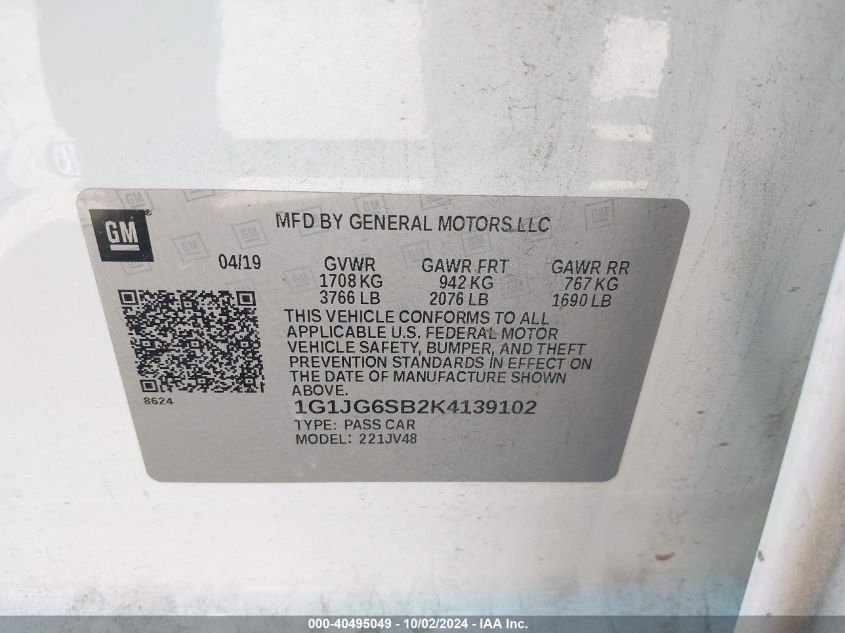 GM
MFD BY GENERAL MOTORS LLC
04/19 GVWR GAWR FRT GAWR RR
1708 KG 942 KG 767 KG
3766 LB 2076 LB 1690 LB
THIS VEHICLE CONFORMS TO ALL
APPLICABLE U.S. FEDERAL MOTOR
VEHICLE SAFETY, BUMPER, AND THEFT
PREVENTION STANDARDS IN EFFECT ON
THE DATE OF MANUFACTURE SHOWN
ABOVE.
8624
1G1JG6SB2K4139102
TYPE: PASS CAR
MODEL: 221JV48
000-40495049 - 10/02/2024 - IAA Inc.